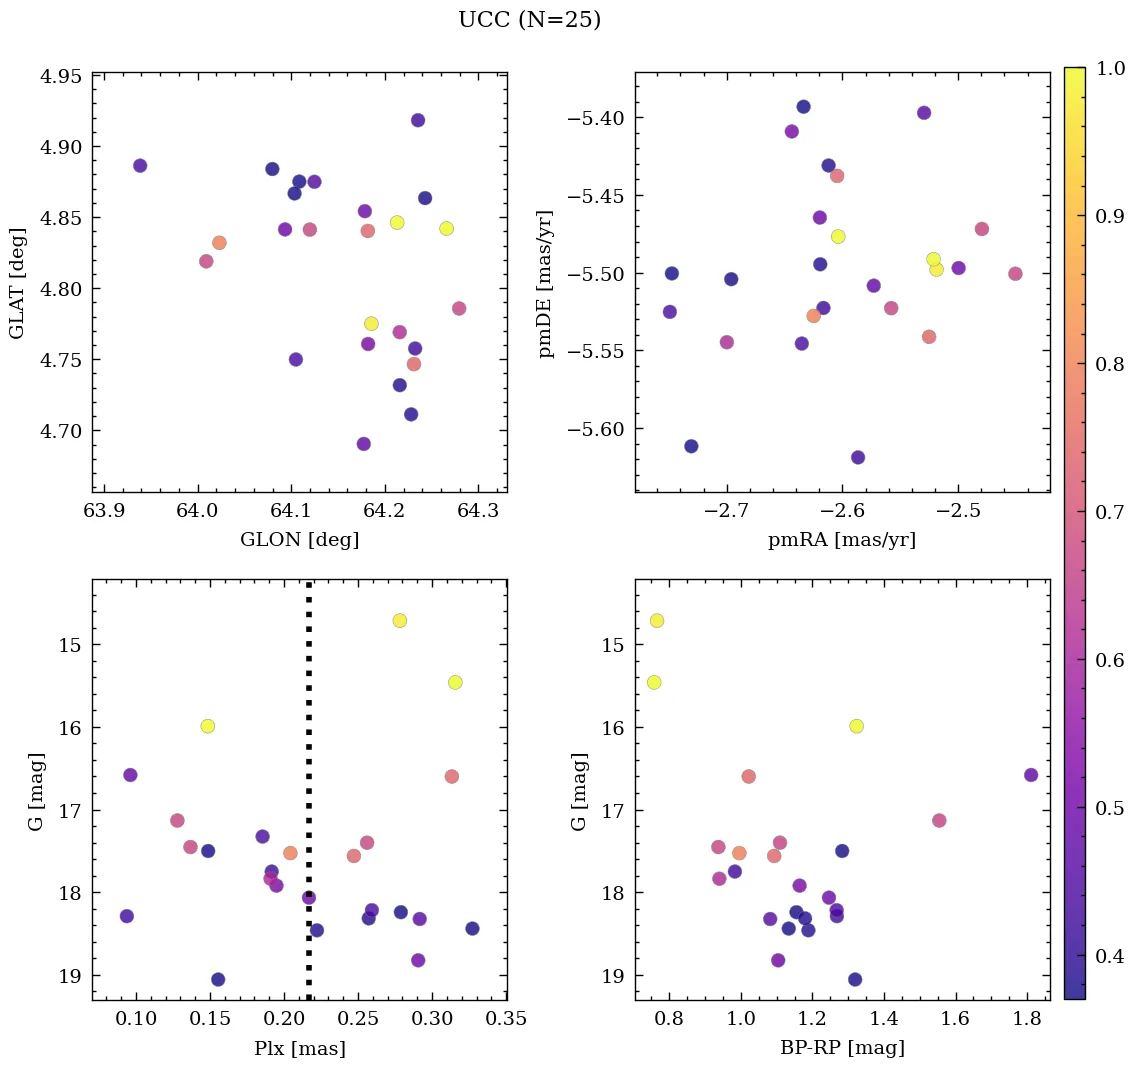 UCC (N=25)
4.95
4.90
4.85
4.80
4.75
4.70
GLAT [deg]
63.9 64.0 64.1 64.2 64.3
GLON [deg]
−5.40
−5.45
−5.50
−5.55
−5.60
pmDE [mas/yr]
−2.7 −2.6 −2.5
pmRA [mas/yr]
15
16
17
18
19
G [mag]
0.10 0.15 0.20 0.25 0.30 0.35
Plx [mas]
15
16
17
18
19
G [mag]
0.8 1.0 1.2 1.4 1.6 1.8
BP-RP [mag]
1.0
0.9
0.8
0.7
0.6
0.5
0.4